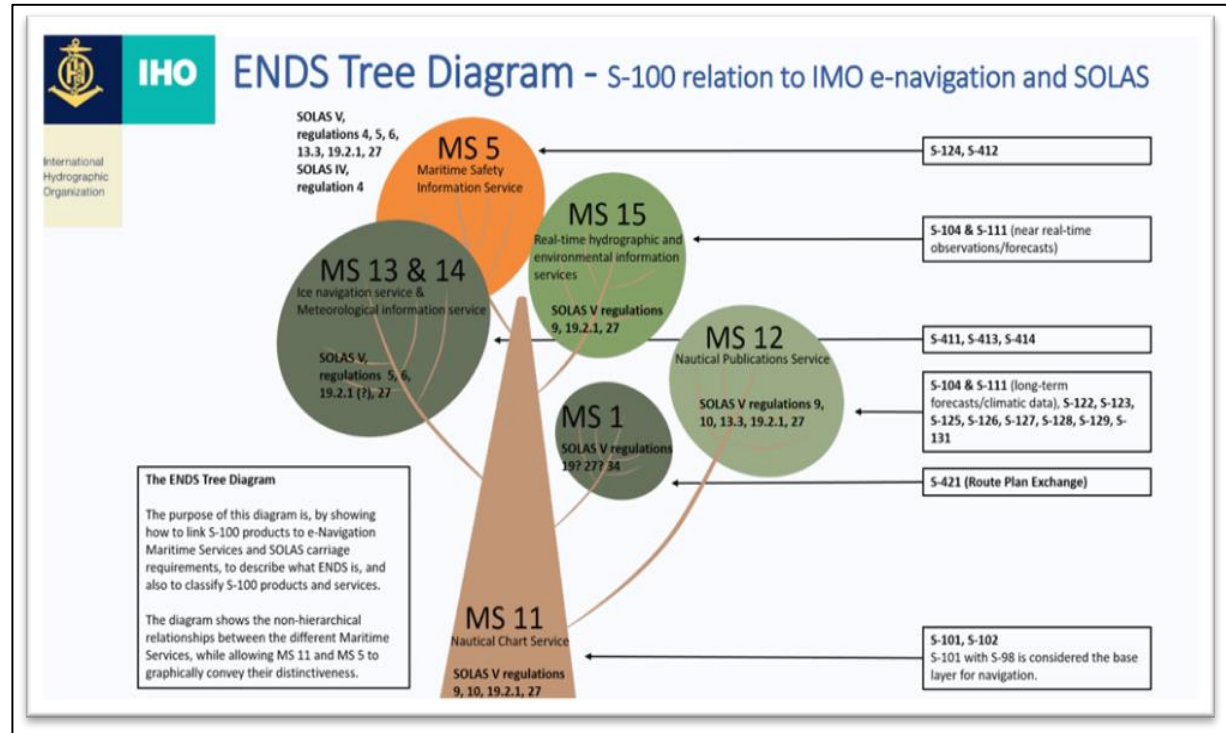 IHO
International
Hydrographic
Organization
ENDS Tree Diagram - S-100 relation to IMO e-navigation and SOLAS
SOLAS V,
regulations 4, 5, 6,
13.3, 19.2.1, 27
SOLAS IV,
regulation 4
MS 5
Maritime Safety
Information Service
S-124, S-412
MS 15
Real-time hydrographic and
environmental information
services
SOLAS V regulations
9, 19.2.1, 27
S-104 & S-111 (near real-time
observations/forecasts)
MS 13 & 14
Ice navigation service &
Meteorological information service
SOLAS V,
regulations 5, 6,
19.2.1 (?), 27
S-411, S-413, S-414
MS 12
Nautical Publications Service
SOLAS V regulations 9,
10, 13.3, 19.2.1, 27
S-104 & S-111 (long-term
forecasts/climatic data), S-122, S-123,
S-125, S-126, S-127, S-128, S-129, S-
131
MS 1
SOLAS V regulations
19? 27? 34
S-421 (Route Plan Exchange)
The ENDS Tree Diagram
The purpose of this diagram is, by showing
how to link S-100 products to e-Navigation
Maritime Services and SOLAS carriage
requirements, to describe what ENDS is, and
also to classify S-100 products and services.
The diagram shows the non-hierarchical
relationships between the different Maritime
Services, while allowing MS 11 and MS 5 to
graphically convey their distinctiveness.
MS 11
Nautical Chart Service
SOLAS V regulations
9, 10, 19.2.1, 27
S-101, S-102
S-101 with S-98 is considered the base
layer for navigation.